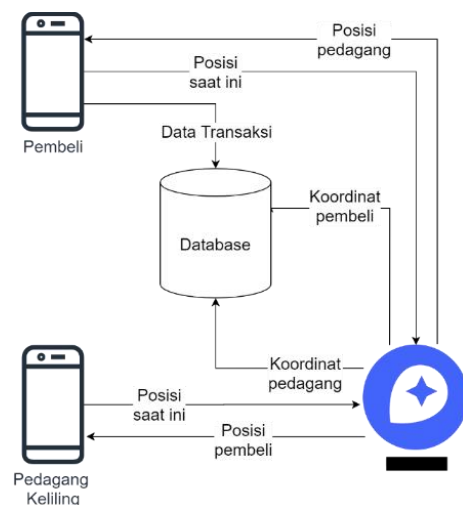 Posisi
pedagang
Posisi
saat ini
Pembeli
Data Transaksi
Koordinat
pembeli
Database
Koordinat
pedagang
Posisi
saat ini
Posisi
pembeli
Pedagang
Keliling